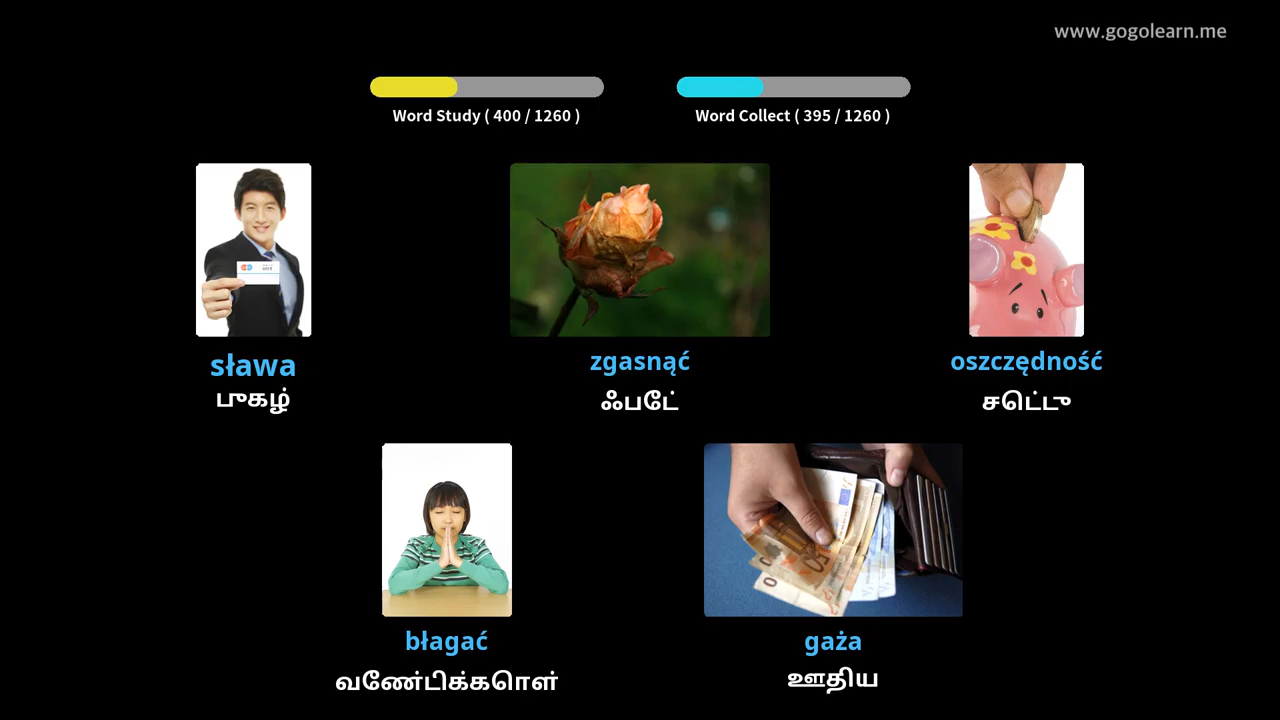 www.gogolearn.me
Word Study ( 400 / 1260 )
Word Collect ( 395 / 1260 )
sława
புகழ்
zgasnąć
ஃபேட்
oszczędność
செட்டு
błagać
வேண்டிக்கொள்
gaża
ஊதிய